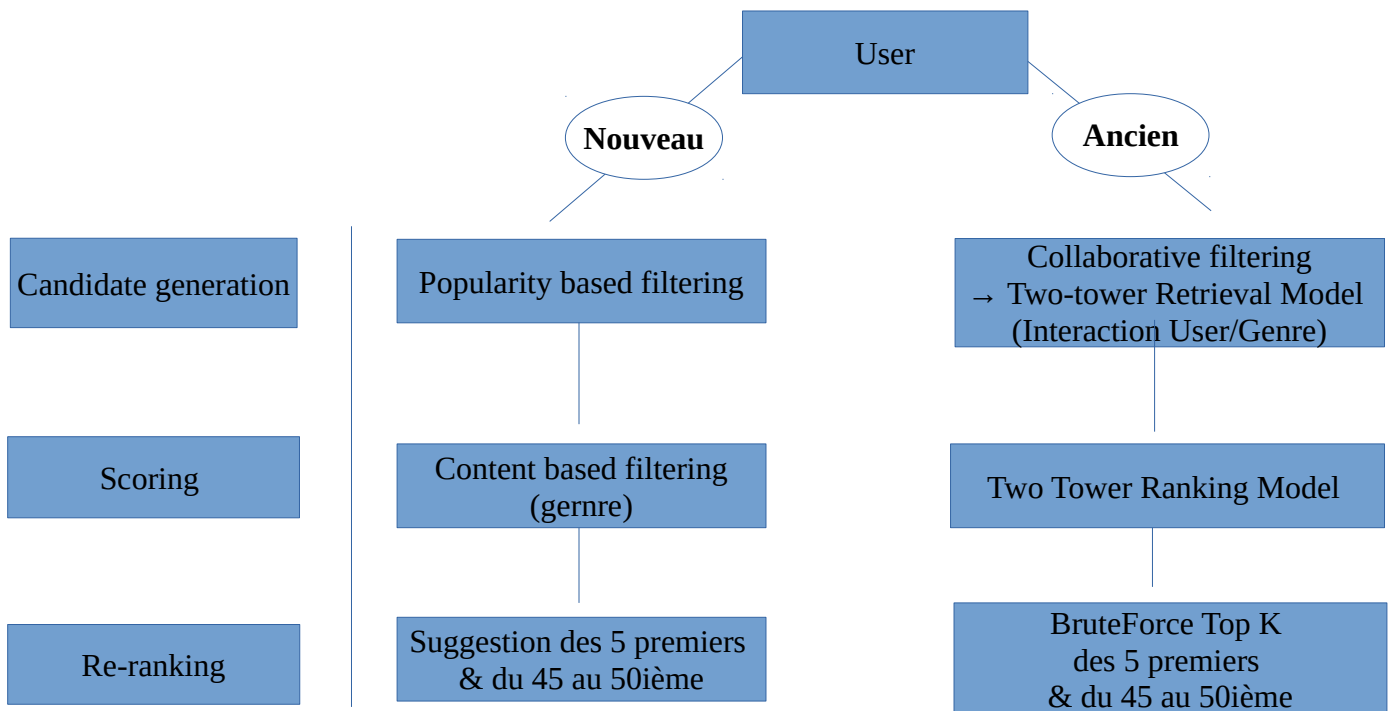 User
Nouveau
Ancien
Candidate generation
Popularity based filtering
Collaborative filtering
→ Two-tower Retrieval Model
(Interaction User/Genre)
Scoring
Content based filtering
(gernre)
Two Tower Ranking Model
Re-ranking
Suggestion des 5 premiers
& du 45 au 50ième
BruteForce Top K
des 5 premiers
& du 45 au 50ième